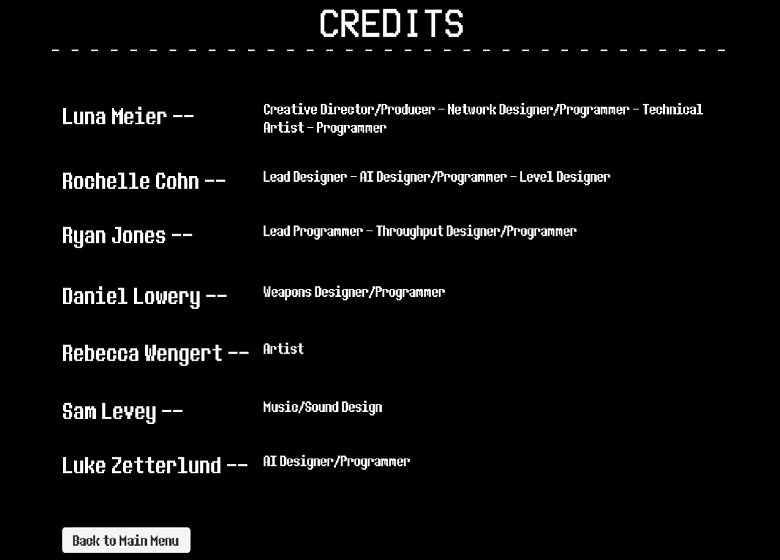 CREDITS
Luna Meier -- Creative Director/Producer - Network Designer/Programmer - Technical
Artist - Programmer
Rochelle Cohn -- Lead Designer - AI Designer/Programmer - Level Designer
Ryan Jones -- Lead Programmer - Throughput Designer/Programmer
Daniel Lowery -- Weapons Designer/Programmer
Rebecca Wengert -- Artist
Sam Levey -- Music/Sound Design
Luke Zetterlund -- AI Designer/Programmer
Back to Main Menu